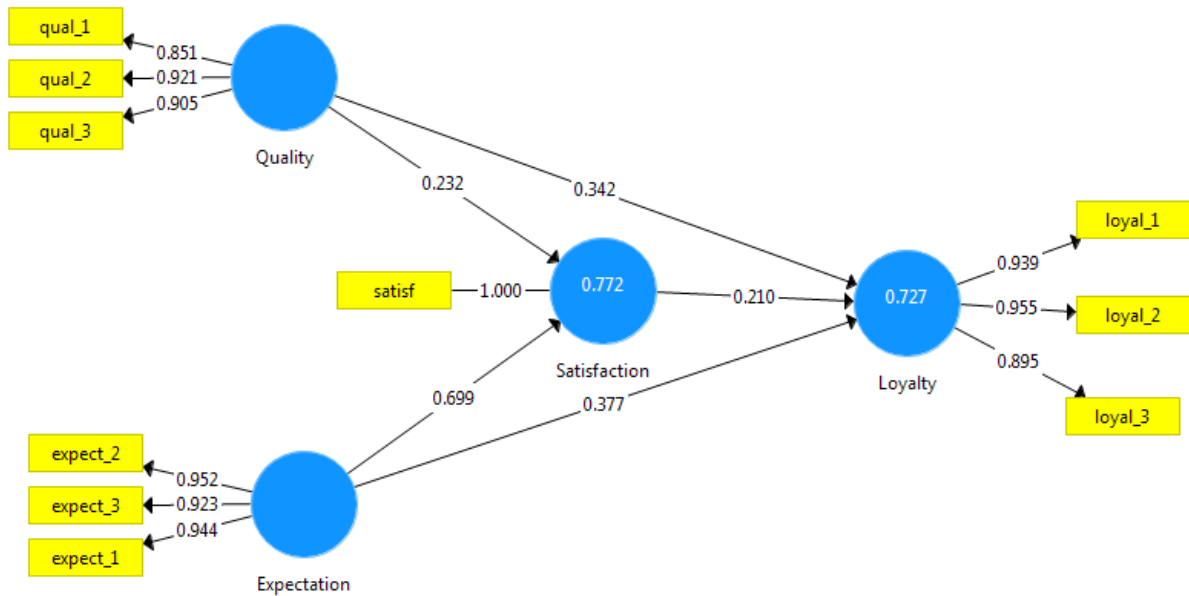 qual_1
0.851
qual_2
0.921
0.905
qual_3
Quality
0.232
0.342
loyal_1
0.939
satisf
1.000
0.772
0.210
0.727
0.955
loyal_2
Satisfaction
Loyalty
0.895
0.699
0.377
loyal_3
expect_2
0.952
expect_3
0.923
0.944
expect_1
Expectation